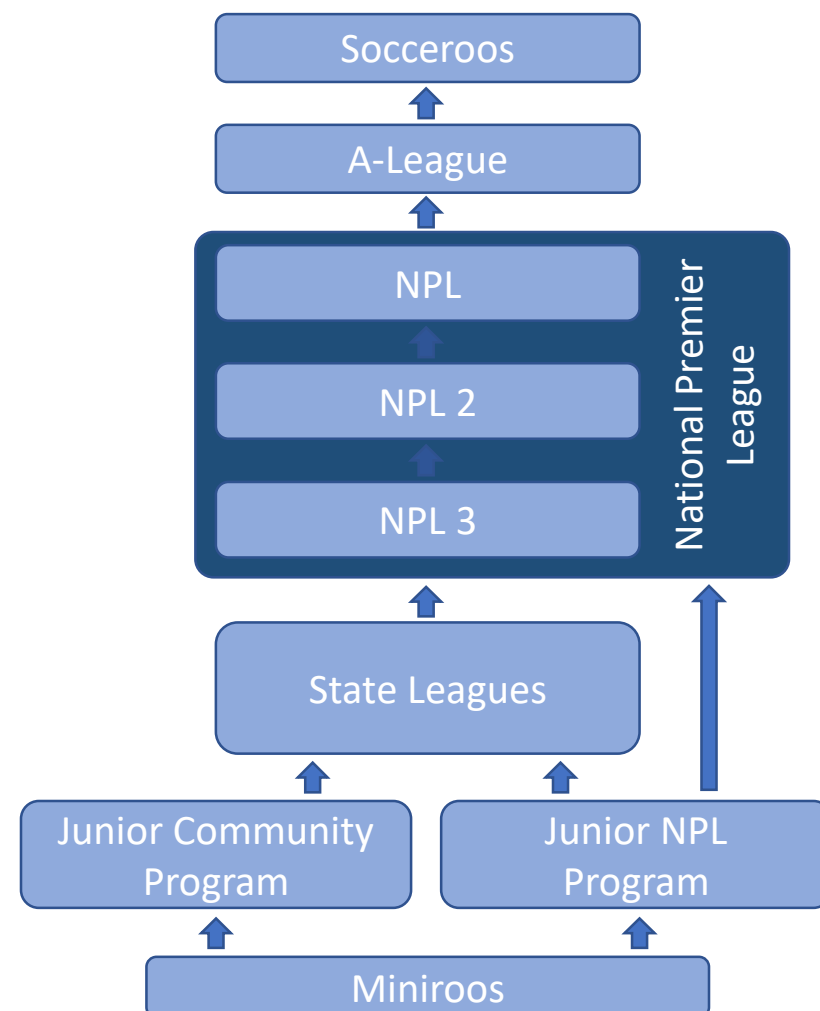 Socceroos
A-League
NPL
NPL 2
NPL 3
National Premier
League
State Leagues
Junior Community
Program
Junior NPL
Program
Miniroos